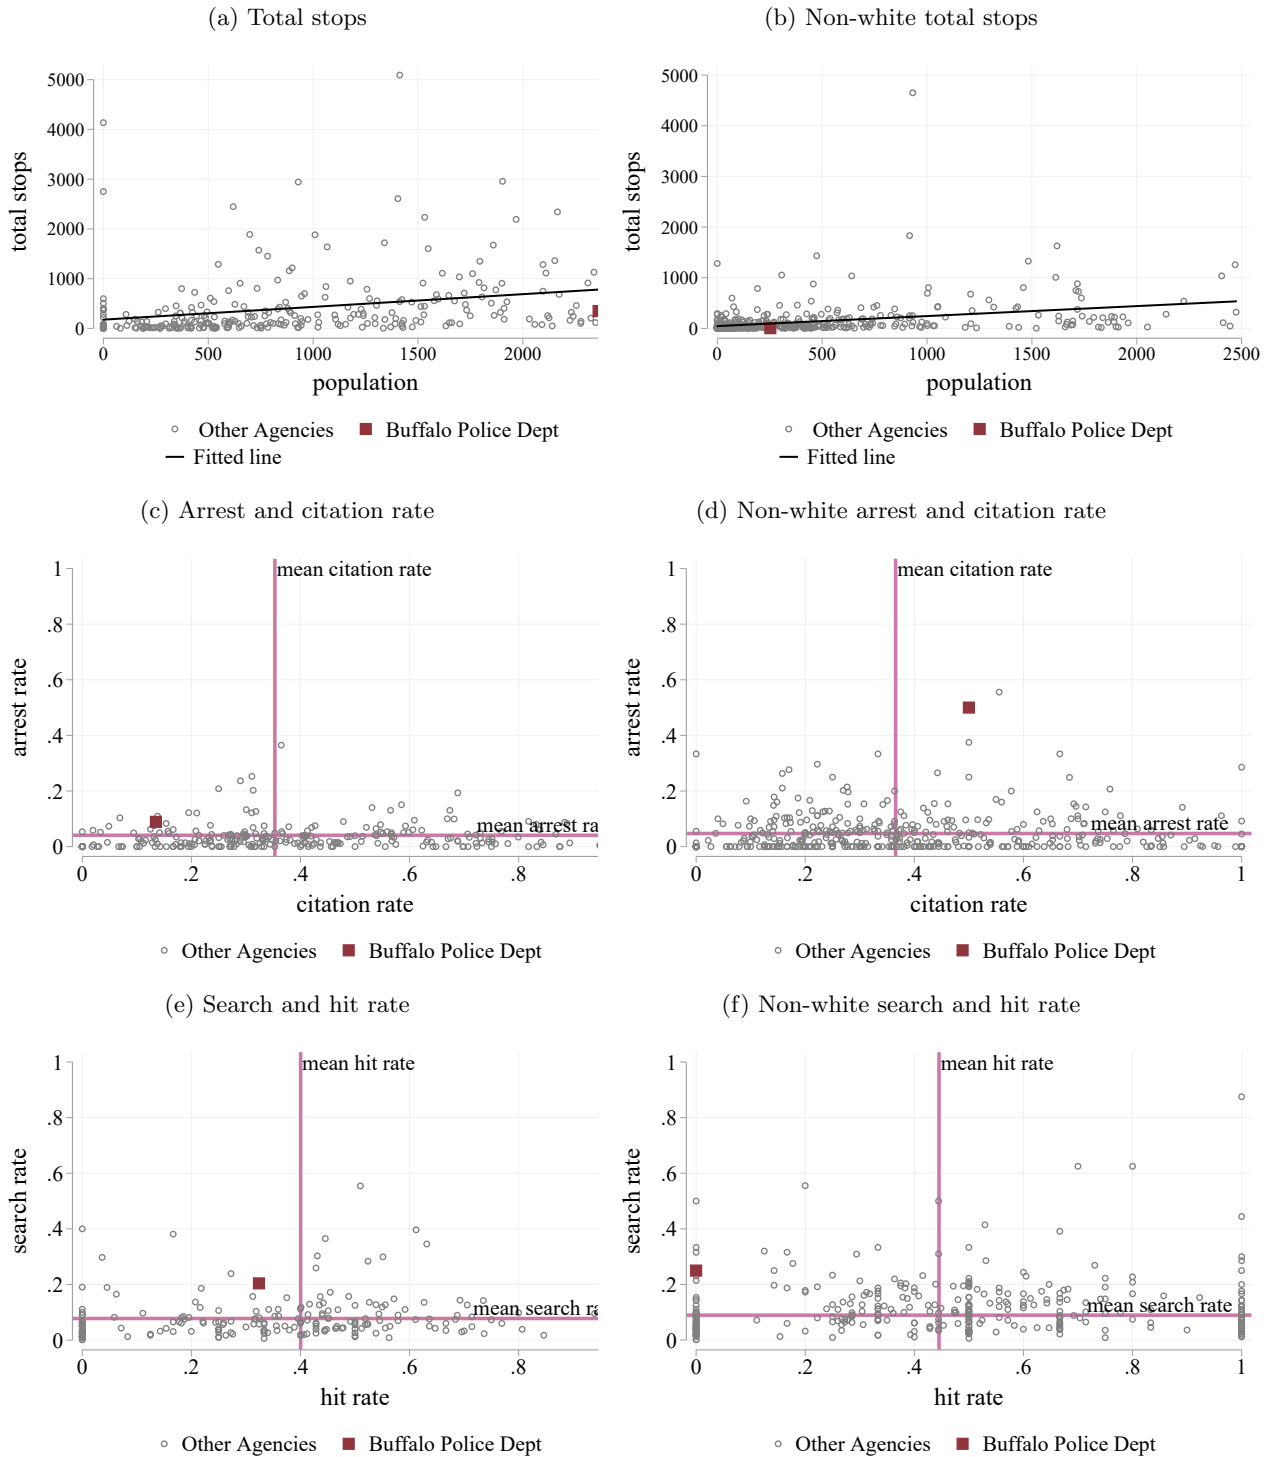 (a) Total stops
(b) Non-white total stops
total stops
5000
4000
3000
2000
1000
0
0 500 1000 1500 2000
population
Other Agencies Buffalo Police Dept
Fitted line
total stops
5000
4000
3000
2000
1000
0
0 500 1000 1500 2000 2500
population
Other Agencies Buffalo Police Dept
Fitted line
(c) Arrest and citation rate
(d) Non-white arrest and citation rate
arrest rate
1
.8
.6
.4
.2
0
mean citation rate
mean arrest ra
0 .2 .4 .6 .8
citation rate
Other Agencies Buffalo Police Dept
arrest rate
1
.8
.6
.4
.2
0
mean citation rate
mean arrest rate
0 .2 .4 .6 .8 1
citation rate
Other Agencies Buffalo Police Dept
(e) Search and hit rate
(f) Non-white search and hit rate
search rate
1
.8
.6
.4
.2
0
mean hit rate
mean search ra
0 .2 .4 .6 .8
hit rate
Other Agencies Buffalo Police Dept
search rate
1
.8
.6
.4
.2
0
mean hit rate
mean search rate
0 .2 .4 .6 .8 1
hit rate
Other Agencies Buffalo Police Dept